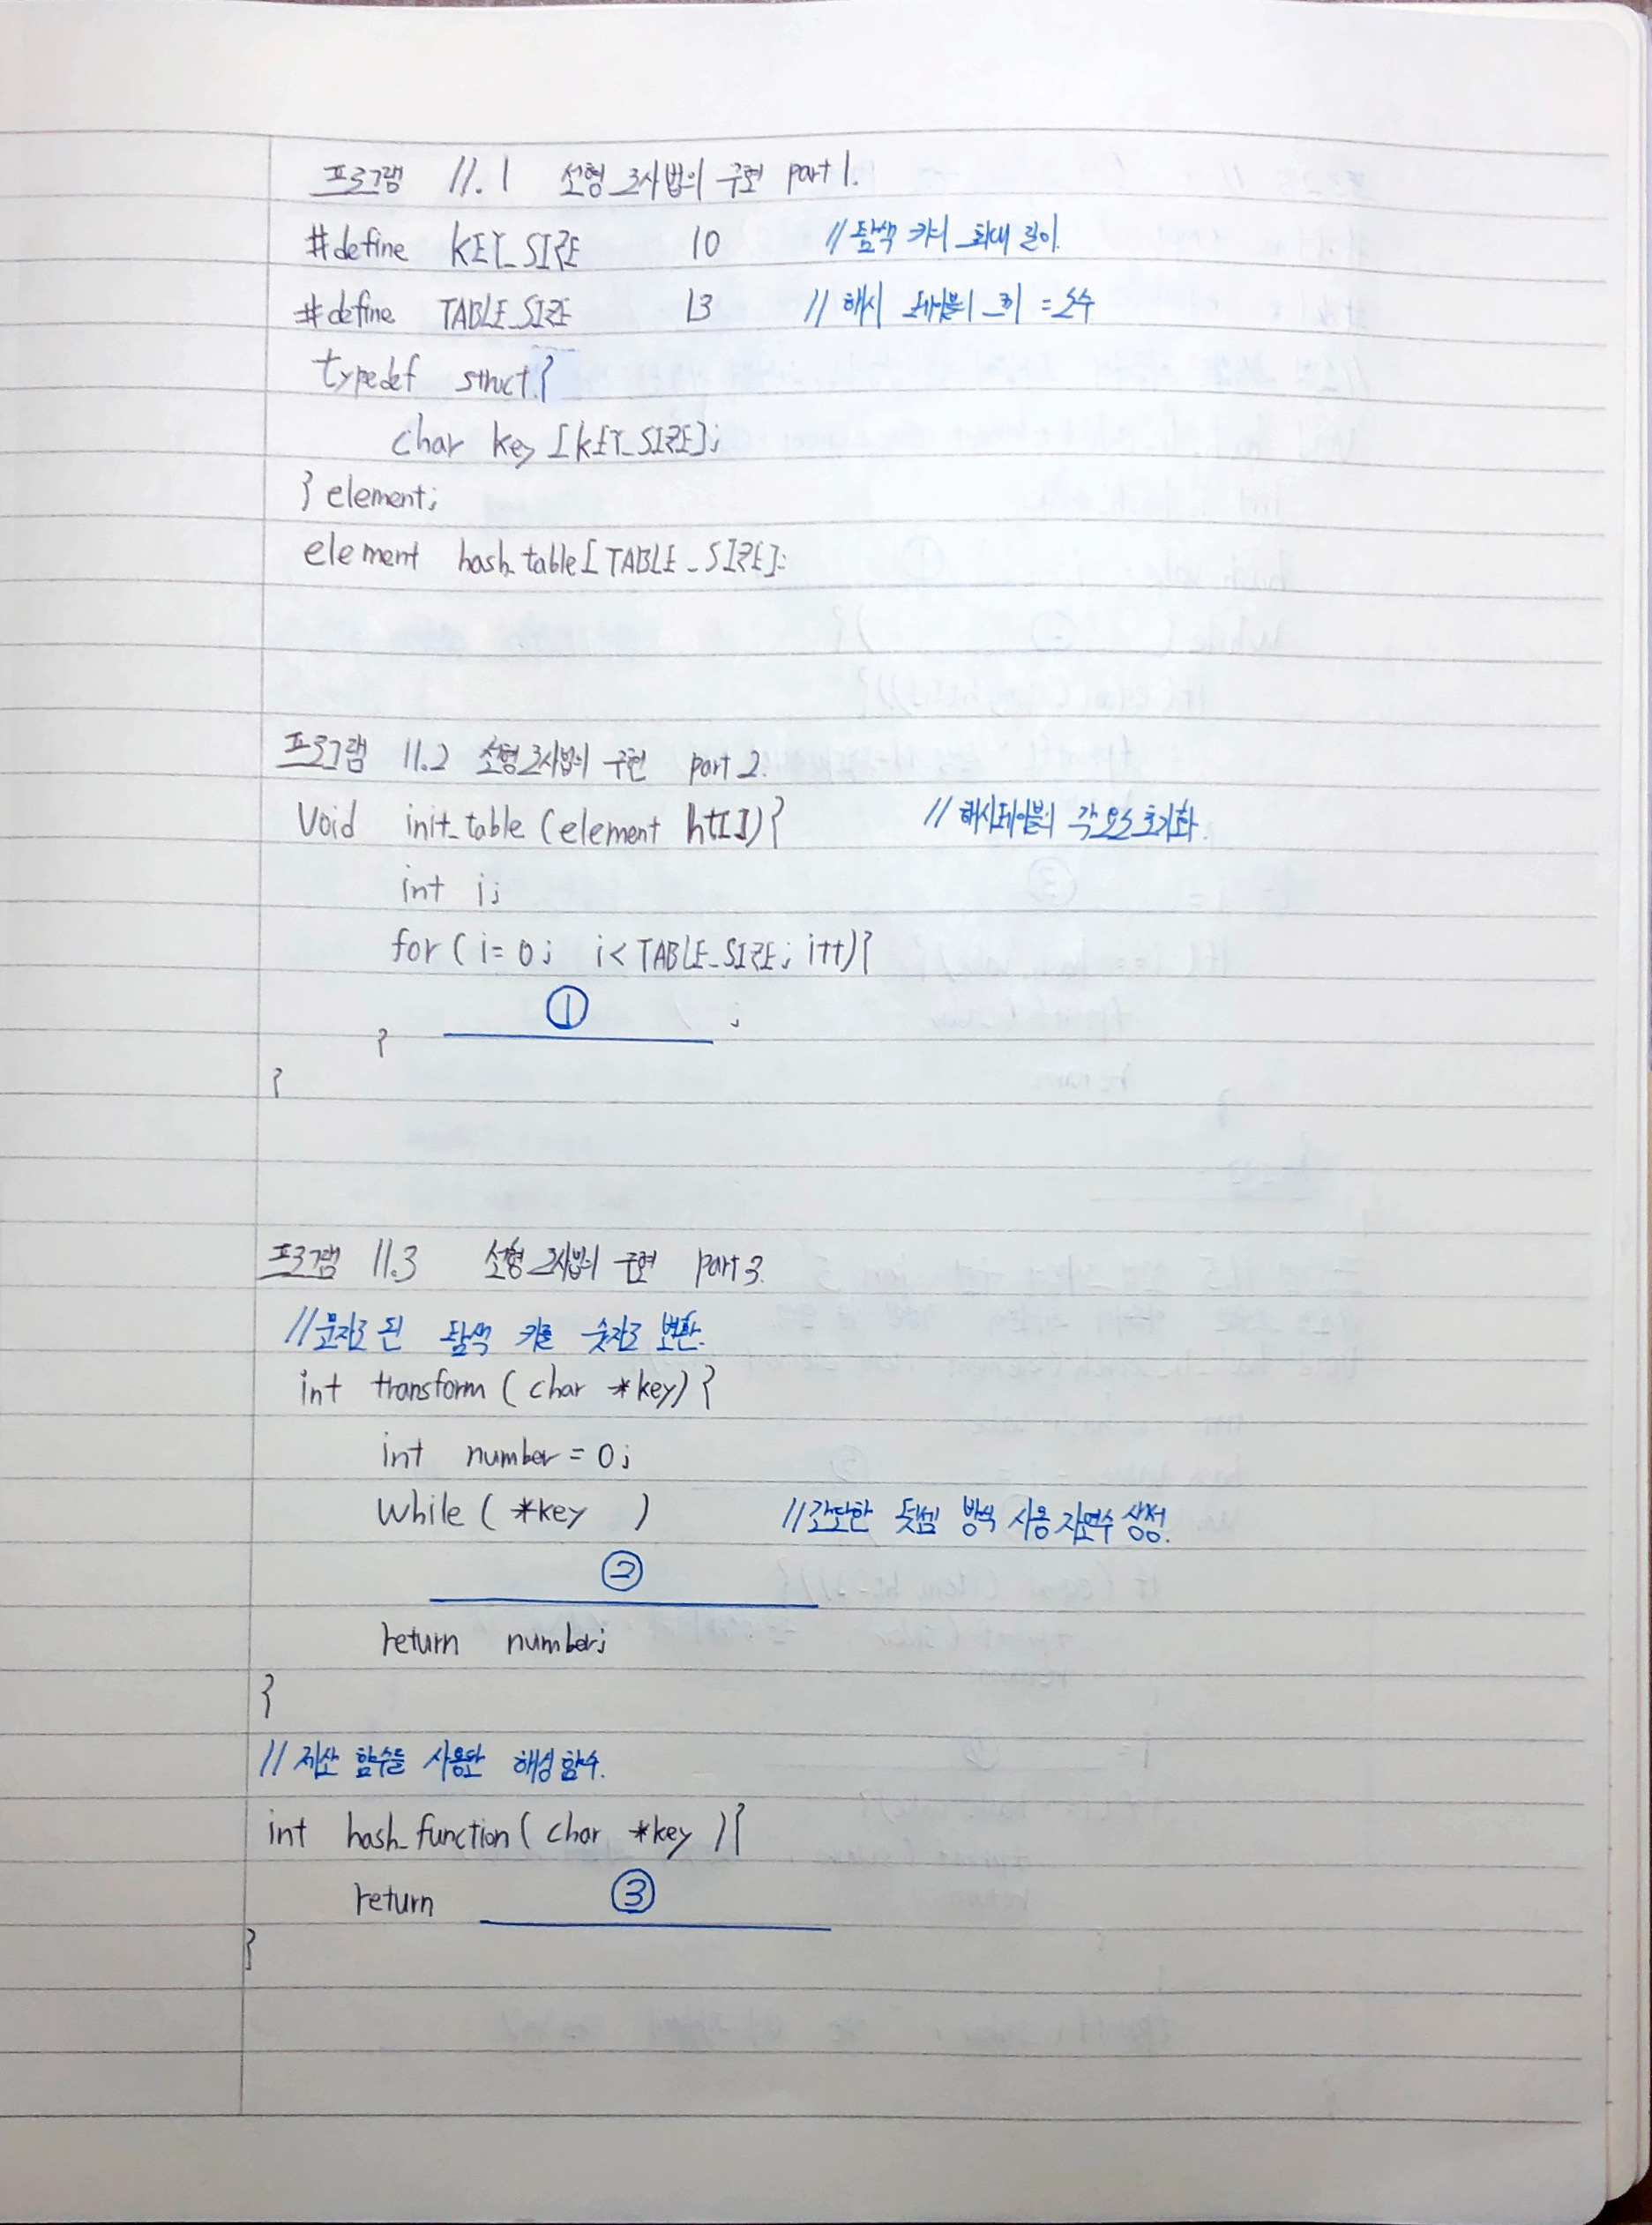 프로그램 11.1 선형 조사법의 구현 part 1.
#define KEY_SIZE 10 //탐색 키의 최대 길이
#define TABLE_SIZE 13 //해시 테이블의 크기 = 소수
typedef struct{
char key[KEY_SIZE];
} element;
element hash_table[TABLE_SIZE];
프로그램 11.2 선형조사법의 구현 part 2.
void init_table (element ht[]){ //해시테이블의 각 요소 초기화.
int i;
for ( i= 0; i< TABLE_SIZE; i++){
① ;
}
}
프로그램 11.3 선형조사법의 구현 part 3.
//문자로 된 탐색 키를 숫자로 변환.
int transform ( char *key){
int number = 0;
while ( *key ) //간단한 덧셈 방식 사용 자연수 생성.
②
return number;
}
// 제산 함수를 사용한 해싱 함수.
int hash_function( char *key ){
return ③
}